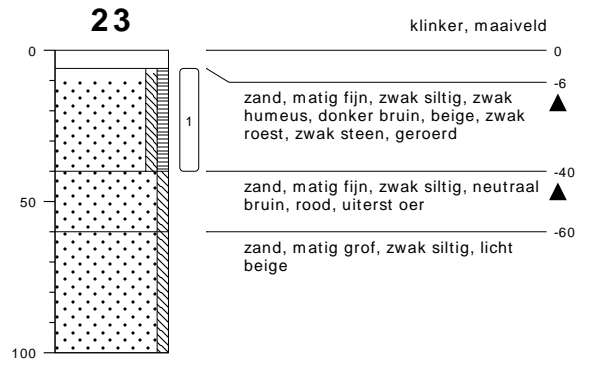 23
klinker, maaiveld
0
0
-6
zand, matig fijn, zwak siltig, zwak
humeus, donker bruin, beige, zwak
roest, zwak steen, geroerd
1
-40
zand, matig fijn, zwak siltig, neutraal
bruin, rood, uiterst oer
50
-60
zand, matig grof, zwak siltig, licht
beige
100